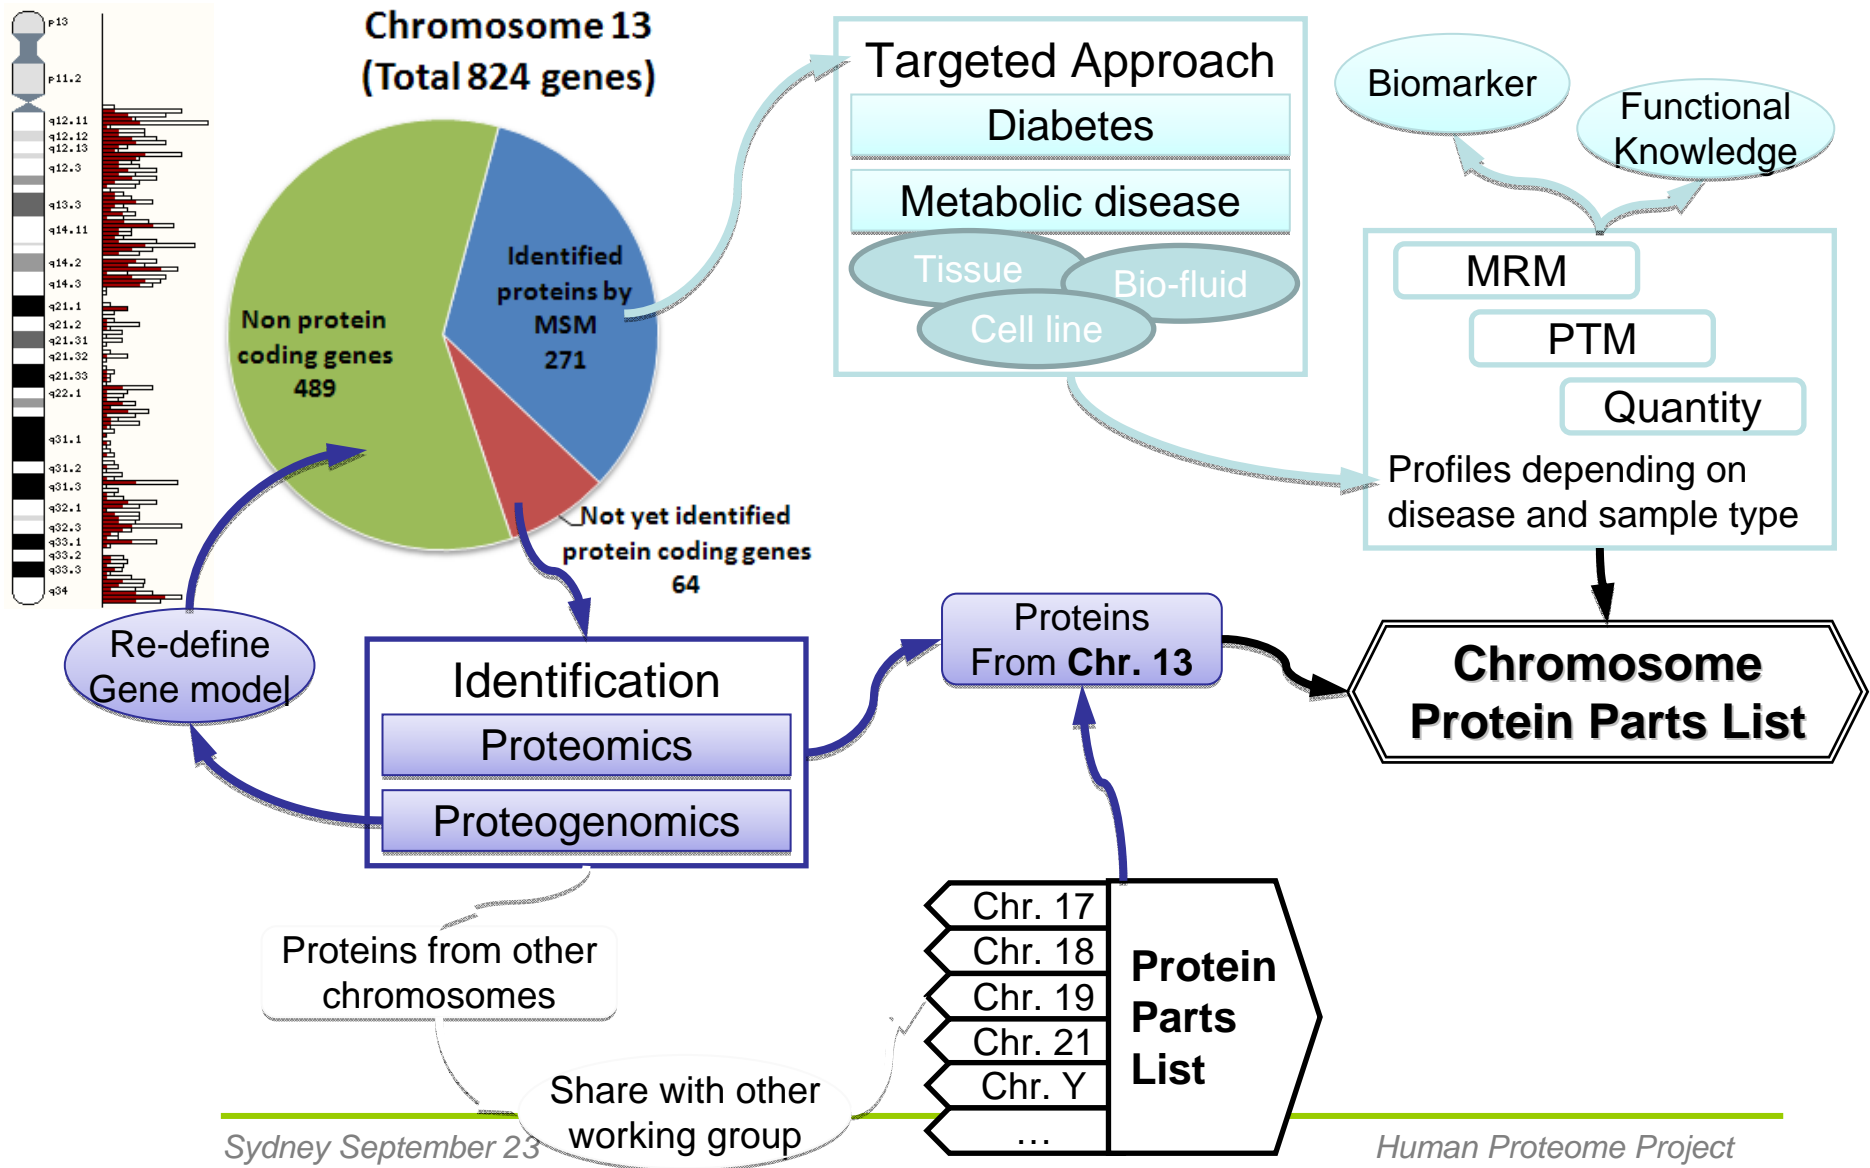 p13
p11.2
q12.11
q12.12
q12.13
q12.3
q13.3
q14.11
q14.2
q14.3
q21.1
q21.2
q21.31
q21.32
q21.33
q22.1
q31.1
q31.2
q31.3
q32.1
q32.3
q33.1
q33.2
q33.3
q34
Chromosome 13
(Total 824 genes)
Identified
proteins by
MSM
271
Non protein
coding genes
489
Not yet identified
protein coding genes
64
Targeted Approach
Diabetes
Metabolic disease
Tissue
Bio-fluid
Cell line
Biomarker
Functional
Knowledge
MRM
PTM
Quantity
Profiles depending on
disease and sample type
Re-define
Gene model
Identification
Proteomics
Proteogenomics
Proteins
From Chr. 13
Chromosome
Protein Parts List
Proteins from other
chromosomes
Share with other
working group
Chr. 17
Chr. 18
Chr. 19
Chr. 21
Chr. Y
...
Protein
Parts
List
Sydney September 23
Human Proteome Project